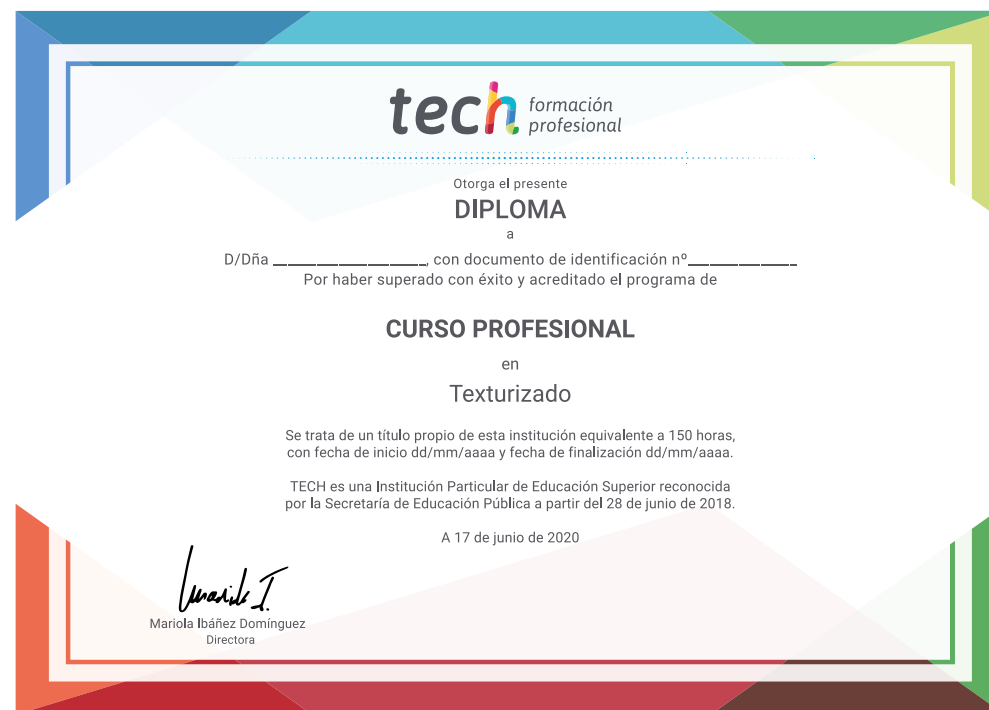 tech formación
profesional
Otorga el presente
DIPLOMA
a
D/Dña ____________________, con documento de identificación nº______________
Por haber superado con éxito y acreditado el programa de
CURSO PROFESIONAL
en
Texturizado
Se trata de un título propio de esta institución equivalente a 150 horas,
con fecha de inicio dd/mm/aaaa y fecha de finalización dd/mm/aaaa.
TECH es una Institución Particular de Educación Superior reconocida
por la Secretaría de Educación Pública a partir del 28 de junio de 2018.
A 17 de junio de 2020
Mariola Ibáñez Domínguez
Directora